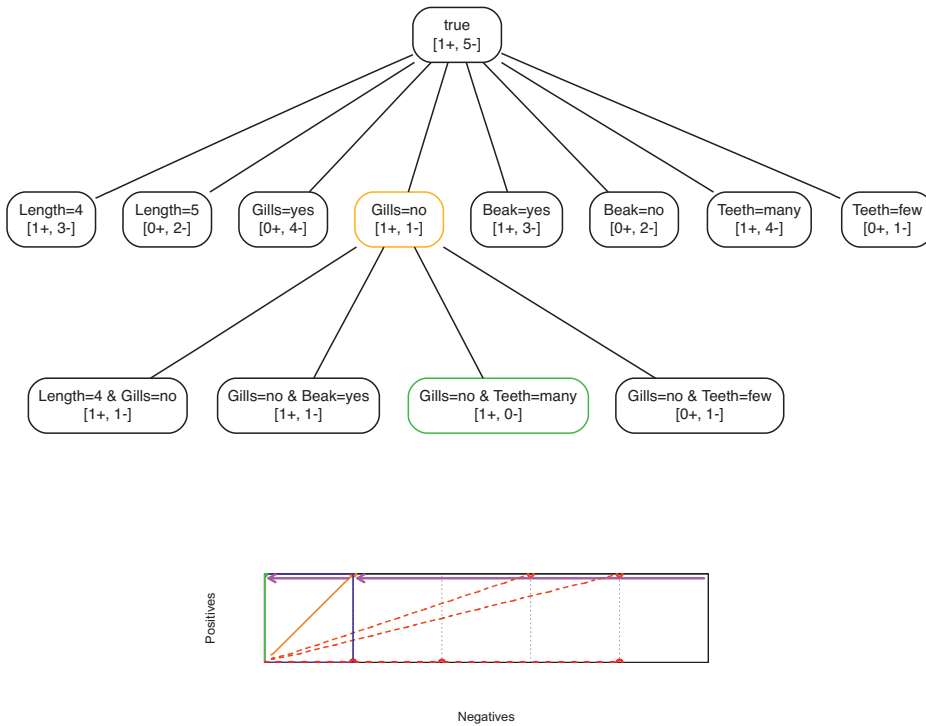 true
[1+, 5-]
Length=4
[1+, 3-]
Length=5
[0+, 2-]
Gills=yes
[0+, 4-]
Gills=no
[1+, 1-]
Beak=yes
[1+, 3-]
Beak=no
[0+, 2-]
Teeth=many
[1+, 4-]
Teeth=few
[0+, 1-]
Length=4 & Gills=no
[1+, 1-]
Gills=no & Beak=yes
[1+, 1-]
Gills=no & Teeth=many
[1+, 0-]
Gills=no & Teeth=few
[0+, 1-]
Positives
Negatives